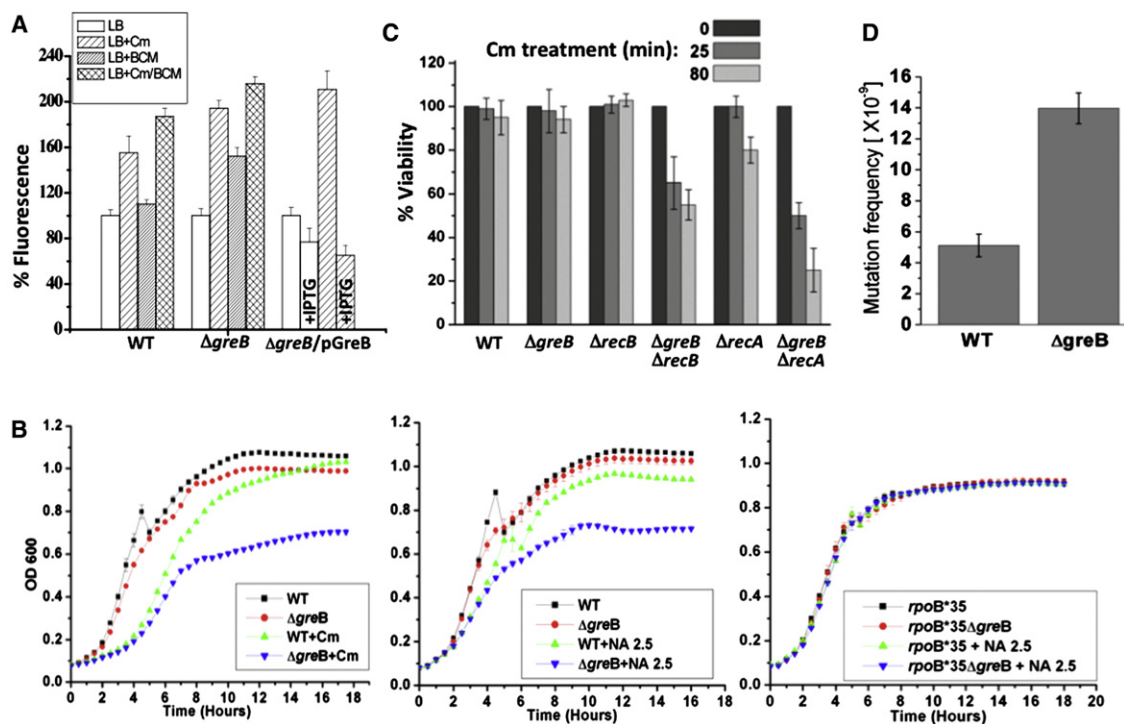 A
LB
LB+Cm
LB+BCM
LB+Cm/BCM
% Fluorescence
240
200
160
120
80
40
0
+IPTG
+IPTG
WT
ΔgreB
ΔgreB/pGreB
C
Cm treatment (min):
0
25
80
% Viability
120
100
80
60
40
20
0
WT
ΔgreB
ΔrecB
ΔgreB
ΔrecB
ΔrecA
ΔgreB
ΔrecA
D
Mutation frequency [ X10⁻⁹]
16
14
12
10
8
6
4
2
0
WT
ΔgreB
B
OD 600
1.2
1.0
0.8
0.6
0.4
0.2
0.0
WT
ΔgreB
WT+Cm
ΔgreB+Cm
0 2 4 6 8 10 12 14 16 18
Time (Hours)
1.2
1.0
0.8
0.6
0.4
0.2
0.0
WT
ΔgreB
WT+NA 2.5
ΔgreB+NA 2.5
0 2 4 6 8 10 12 14 16 18
Time (Hours)
1.2
1.0
0.8
0.6
0.4
0.2
0.0
rpoB*35
rpoB*35ΔgreB
rpoB*35 + NA 2.5
rpoB*35ΔgreB + NA 2.5
0 2 4 6 8 10 12 14 16 18 20
Time (Hours)